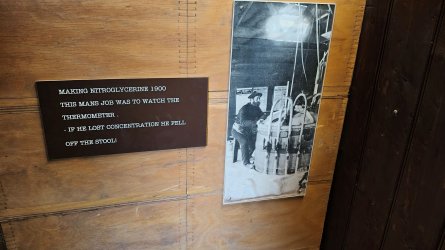 MAKING NITROGLYCERINE 1900
THIS MANS JOB WAS TO WATCH THE
THERMOMETER .
- IF HE LOST CONCENTRATION HE FELL
OFF THE STOOL!